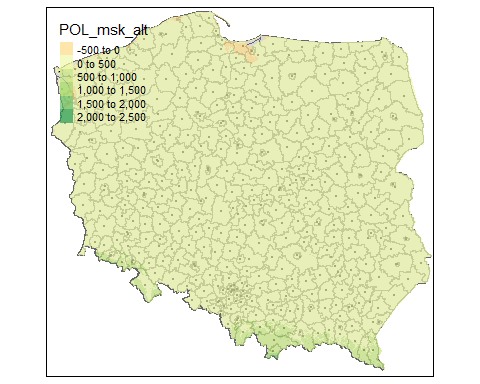 POL_msk_alt
-500 to 0
0 to 500
500 to 1,000
1,000 to 1,500
1,500 to 2,000
2,000 to 2,500